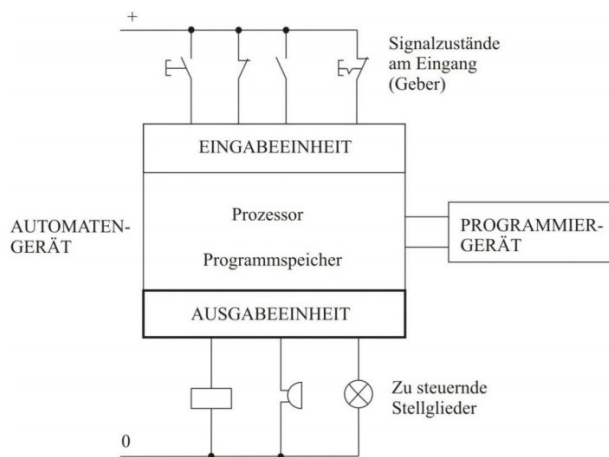 +
Signalzustände
am Eingang
(Geber)
EINGABEEINHEIT
AUTOMATEN-
GERÄT
Prozessor
Programmspeicher
PROGRAMMIER-
GERÄT
AUSGABEEINHEIT
Zu steuernde
Stellglieder
0